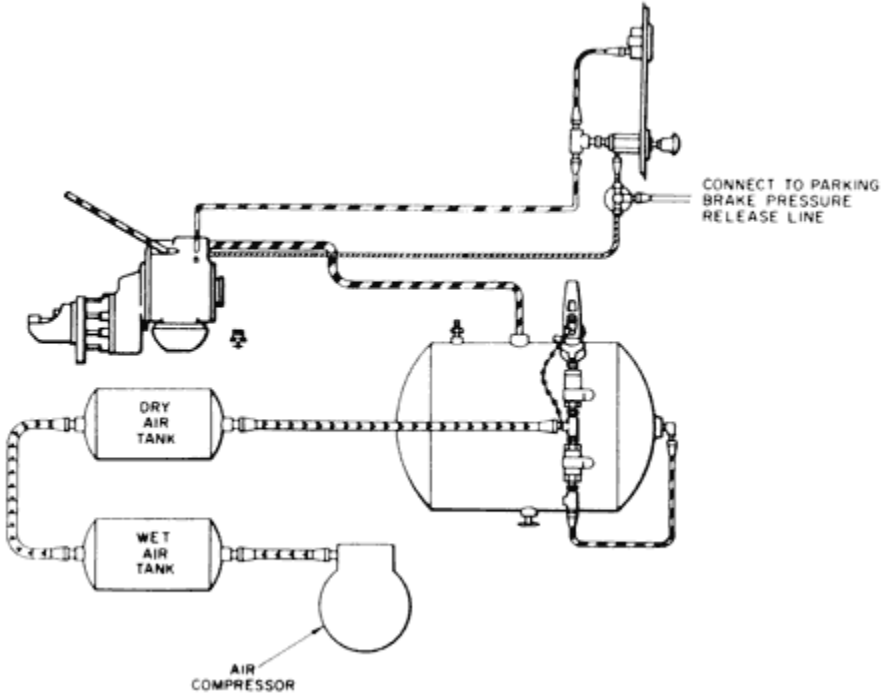 CONNECT TO PARKING
BRAKE PRESSURE
RELEASE LINE
DRY
AIR
TANK
WET
AIR
TANK
AIR
COMPRESSOR